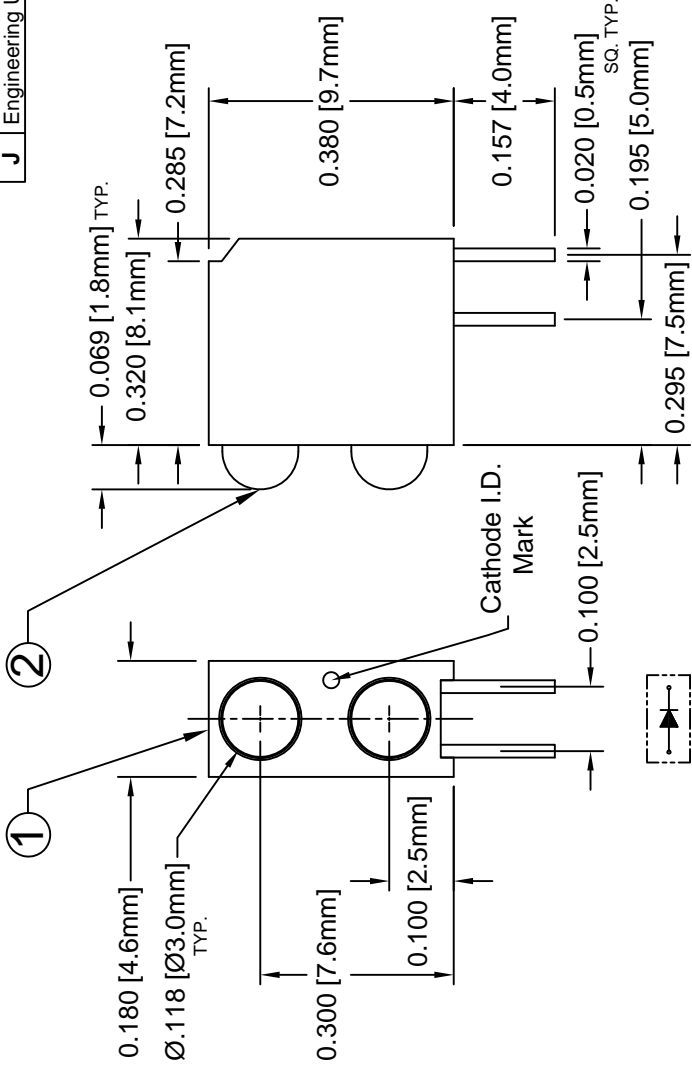 J Engineering U
0.069 [1.8mm] TYP.
0.320 [8.1mm]
0.285 [7.2mm]
0.380 [9.7mm]
0.157 [4.0mm]
0.020 [0.5mm]
SQ. TYP.
0.195 [5.0mm]
0.295 [7.5mm]
2
1
0.180 [4.6mm]
Ø.118 [Ø3.0mm]
TYP.
0.300 [7.6mm]
0.100 [2.5mm]
Cathode I.D.
Mark
0.100 [2.5mm]